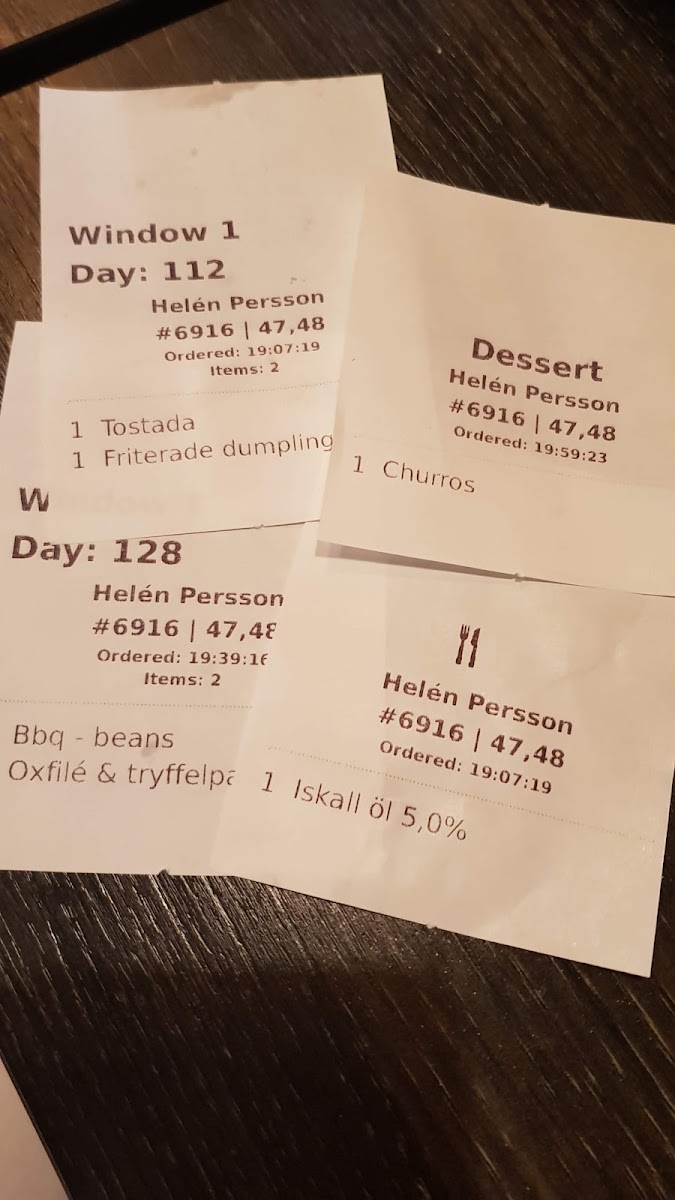 Window 1
Day: 112
Helén Persson
#6916 | 47,48
Ordered: 19:07:19
Items: 2
1 Tostada
1 Friterade dumpling
Dessert
Helén Persson
#6916 | 47,48
Ordered: 19:59:23
1 Churros
Day: 128
Helén Persson
#6916 | 47,48
Ordered: 19:39:16
Items: 2
Bbq - beans
Oxfilé & tryffelpa
Helén Persson
#6916 | 47,48
Ordered: 19:07:19
1 Iskall öl 5,0%